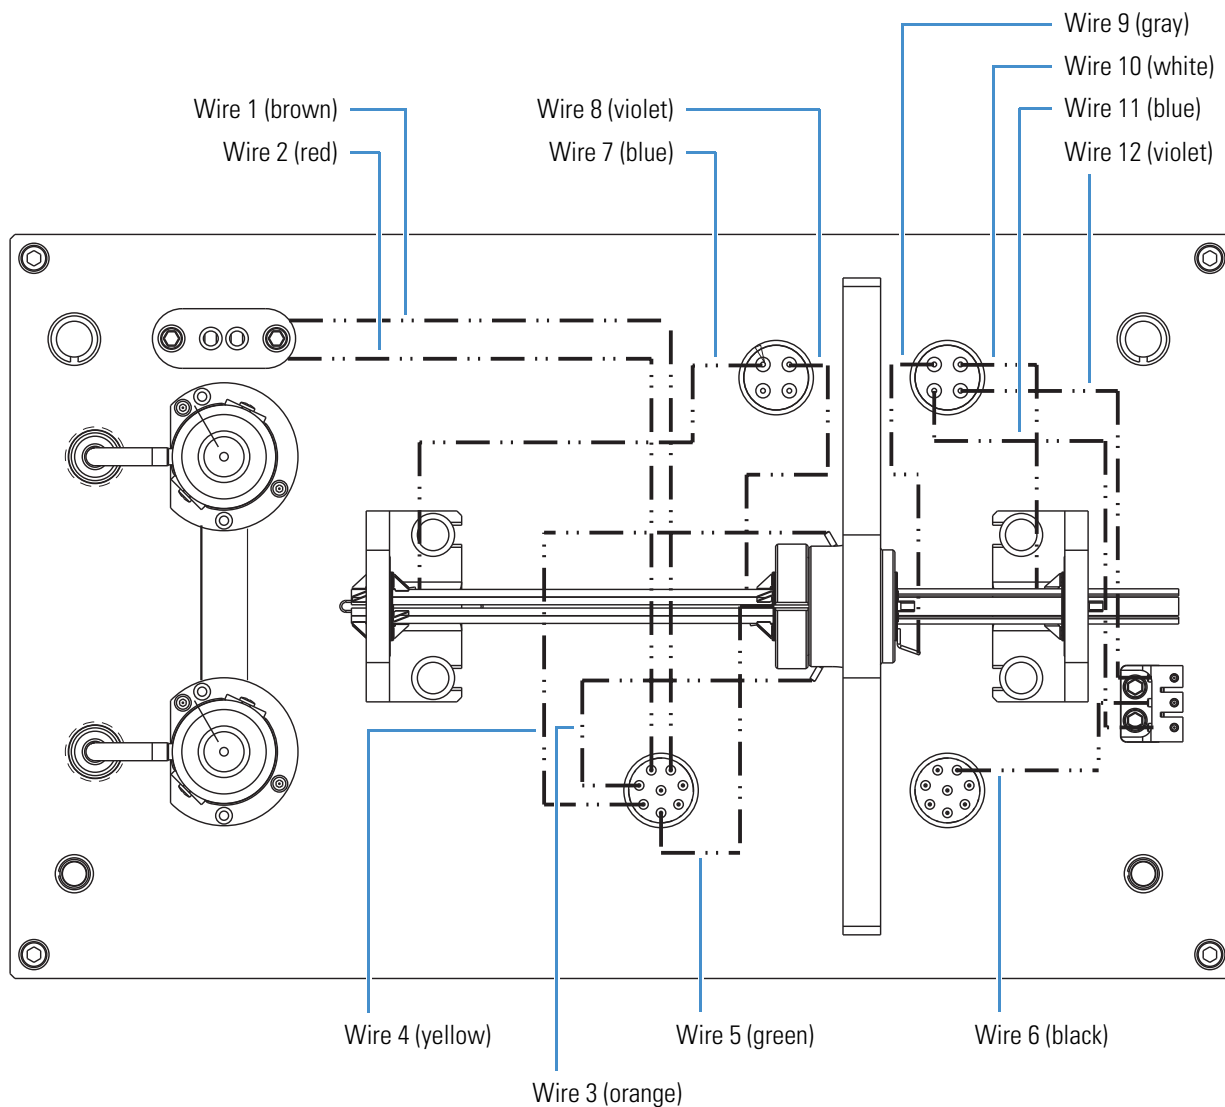 Wire 9 (gray)
Wire 10 (white)
Wire 1 (brown)
Wire 8 (violet)
Wire 11 (blue)
Wire 2 (red)
Wire 7 (blue)
Wire 12 (violet)
Wire 4 (yellow)
Wire 5 (green)
Wire 6 (black)
Wire 3 (orange)